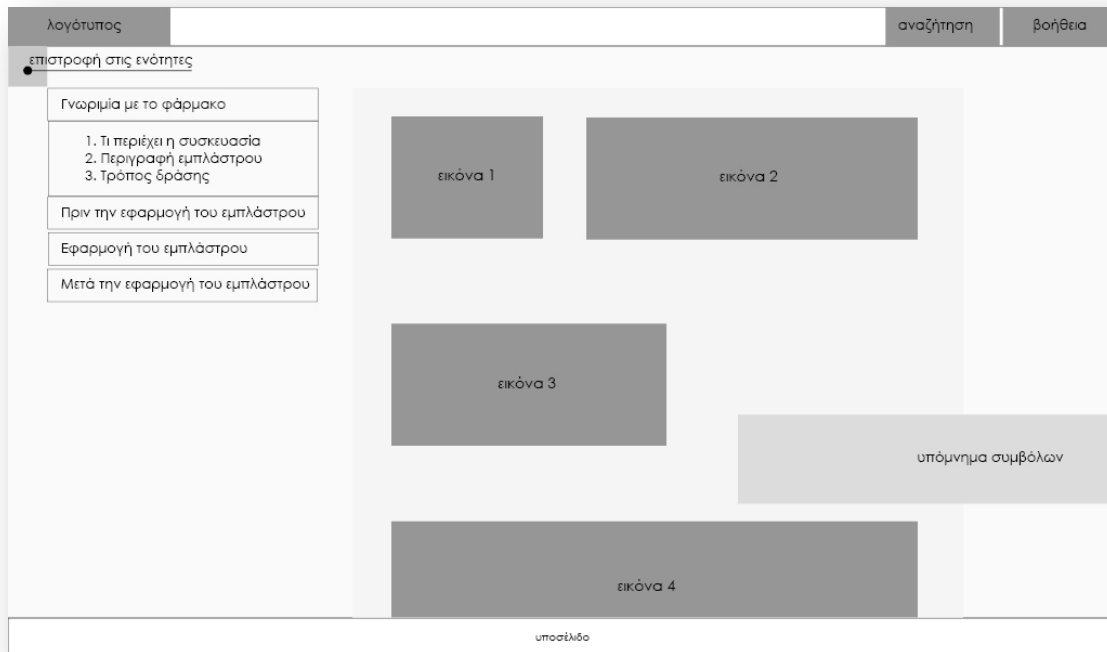 λογότυπος
αναζήτηση
βοήθεια
επιστροφή στις ενότητες
Γνωριμία με το φάρμακο
1. Τι περιέχει η συσκευασία
2. Περιγραφή εμπλάστρου
3. Τρόπος δράσης
Πριν την εφαρμογή του εμπλάστρου
Εφαρμογή του εμπλάστρου
Μετά την εφαρμογή του εμπλάστρου
εικόνα 1
εικόνα 2
εικόνα 3
υπόμνημα συμβόλων
εικόνα 4
υποσέλιδο